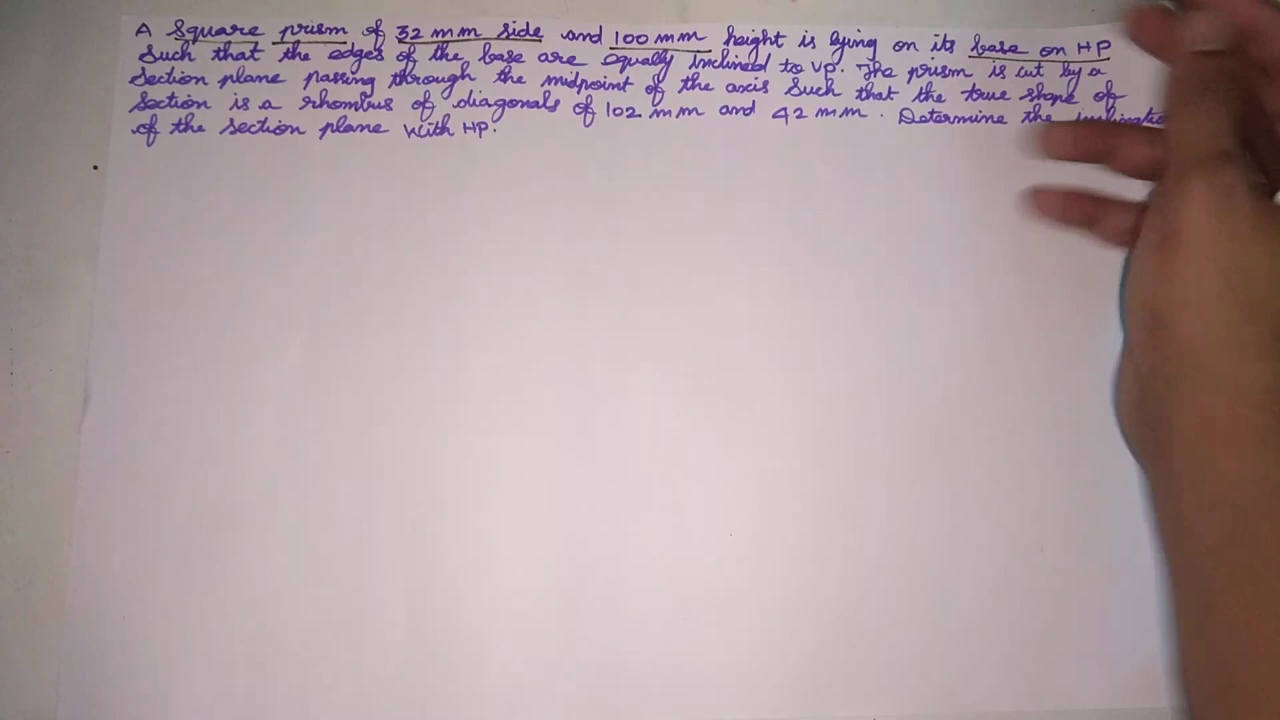 A Square prism of 32 mm side and 100 mm height is lying on its base on HP
Such that the edges of the base are equally inclined to VP. The prism is cut by a
Section plane passing through the midpoint of the axis Such that the true shape of
Section is a rhombus of diagonals of 102 mm and 42 mm. Determine the
of the section plane with HP.